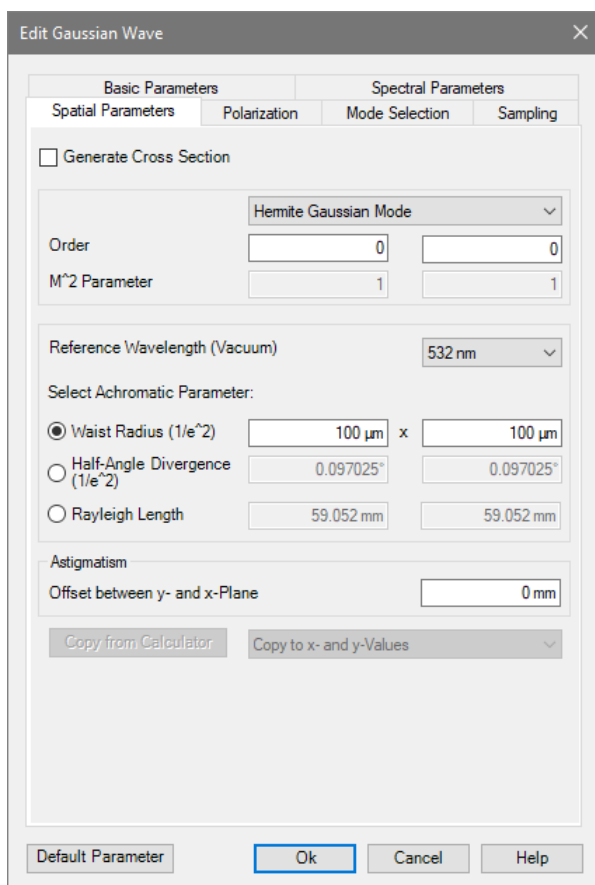 Edit Gaussian Wave
Basic Parameters Spectral Parameters
Spatial Parameters Polarization Mode Selection Sampling
Generate Cross Section
Hermite Gaussian Mode
Order 0 0
M^2 Parameter 1 1
Reference Wavelength (Vacuum) 532 nm
Select Achromatic Parameter:
Waist Radius (1/e^2) 100 µm x 100 µm
Half-Angle Divergence
(1/e^2) 0.097025° 0.097025°
Rayleigh Length 59.052 mm 59.052 mm
Astigmatism
Offset between y- and x-Plane 0 mm
Copy from Calculator Copy to x- and y-Values
Default Parameter Ok Cancel Help